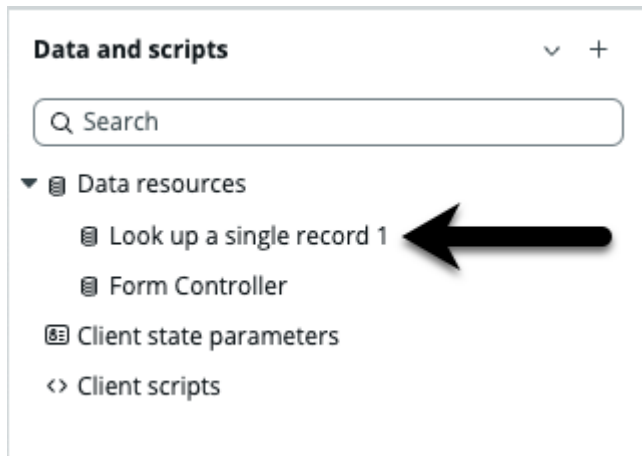 Data and scripts
Search
Data resources
Look up a single record 1
Form Controller
Client state parameters
Client scripts